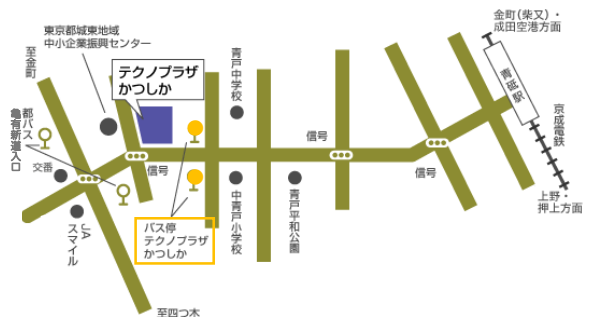 金町(柴又)・
成田空港方面
東京都城東地域
中小企業振興センター
至金町
テクノプラザ
かつしか
青戸中学校
青砥駅
京成電鉄
都バス
亀有新道入口
信号
信号
信号
交番
上野・
押上方面
JA
スマイル
バス停
テクノプラザ
かつしか
中青戸小学校
青戸平和公園
至四つ木